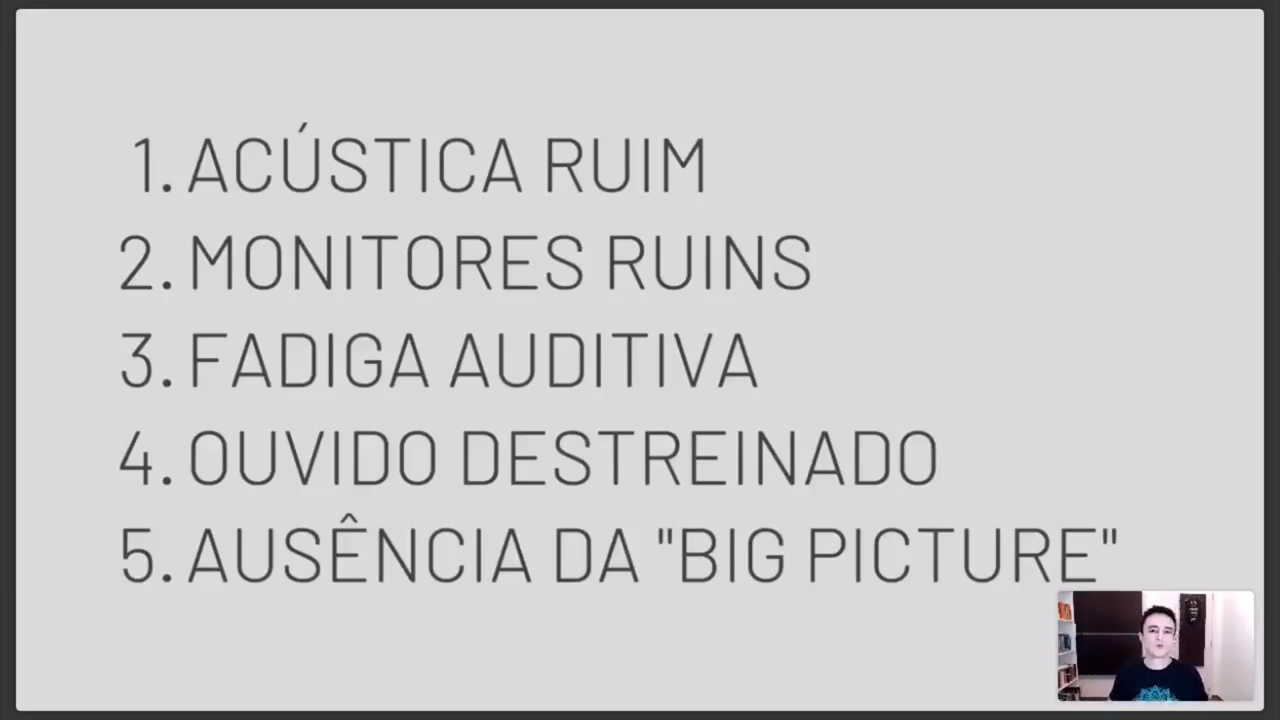 1. ACÚSTICA RUIM
2. MONITORES RUINS
3. FADIGA AUDITIVA
4. OUVIDO DESTREINADO
5. AUSÊNCIA DA "BIG PICTURE"